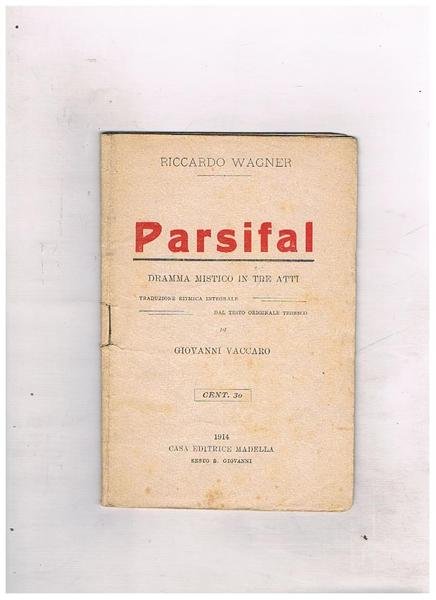 RICCARDO WAGNER
Parsifal
DRAMMA MISTICO IN TRE ATTI
TRADUZIONE RITMICA INTEGRALE
DAL TESTO ORIGINALE TEDESCO
DI
GIOVANNI VACCARO
CENT. 30
1914
CASA EDITRICE MADELLA
SESTO S. GIOVANNI